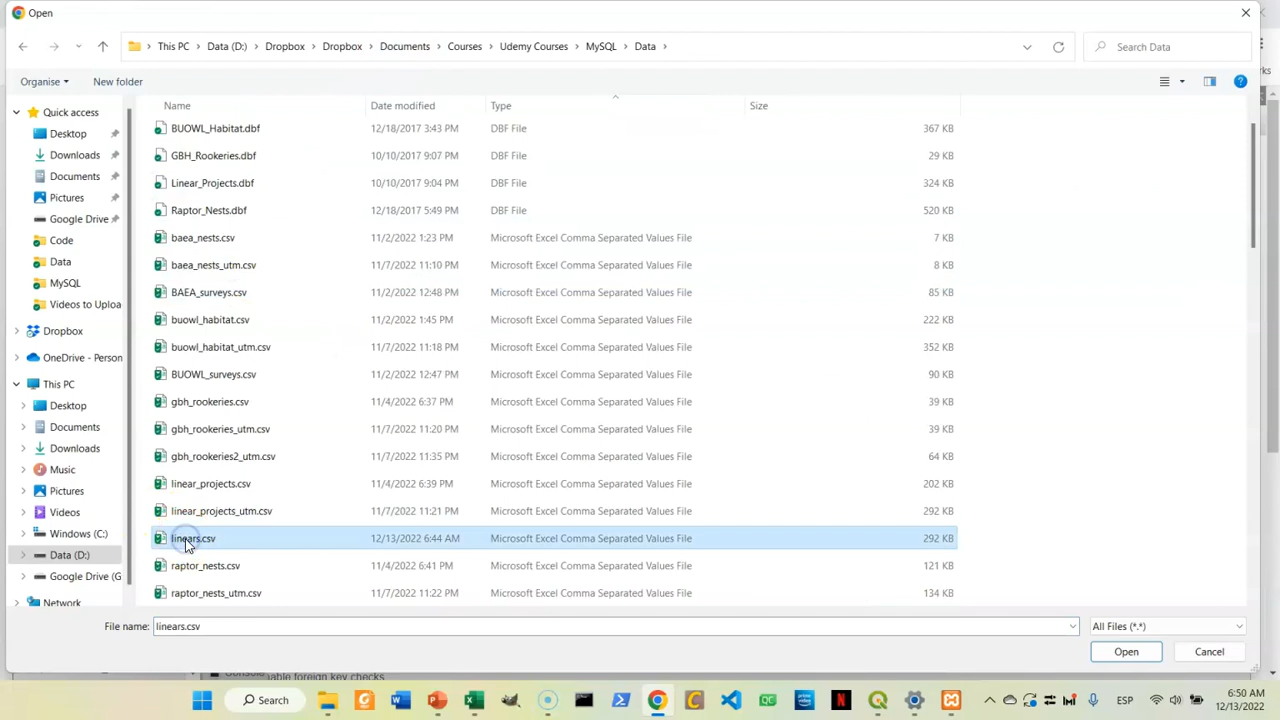 Open
This PC > Data (D:) > Dropbox > Dropbox > Documents > Courses > Udemy Courses > MySQL > Data >
Search Data
Organise New folder
Name Date modified Type Size
Quick access
Desktop
Downloads
Documents
Pictures
Google Drive
Code
Data
MySQL
Videos to Uploa
Dropbox
OneDrive - Person
This PC
Desktop
Documents
Downloads
Music
Pictures
Videos
Windows (C:)
Data (D:)
Google Drive (G
Network
BUOWL_Habitat.dbf 12/18/2017 3:43 PM DBF File 367 KB
GBH_Rookeries.dbf 10/10/2017 9:07 PM DBF File 29 KB
Linear_Projects.dbf 10/10/2017 9:04 PM DBF File 324 KB
Raptor_Nests.dbf 12/18/2017 5:49 PM DBF File 520 KB
baea_nests.csv 11/2/2022 1:23 PM Microsoft Excel Comma Separated Values File 7 KB
baea_nests_utm.csv 11/7/2022 11:10 PM Microsoft Excel Comma Separated Values File 8 KB
BAEA_surveys.csv 11/2/2022 12:48 PM Microsoft Excel Comma Separated Values File 85 KB
buowl_habitat.csv 11/2/2022 1:45 PM Microsoft Excel Comma Separated Values File 222 KB
buowl_habitat_utm.csv 11/7/2022 11:18 PM Microsoft Excel Comma Separated Values File 352 KB
BUOWL_surveys.csv 11/2/2022 12:47 PM Microsoft Excel Comma Separated Values File 90 KB
gbh_rookeries.csv 11/4/2022 6:37 PM Microsoft Excel Comma Separated Values File 39 KB
gbh_rookeries_utm.csv 11/7/2022 11:20 PM Microsoft Excel Comma Separated Values File 39 KB
gbh_rookeries2_utm.csv 11/7/2022 11:35 PM Microsoft Excel Comma Separated Values File 64 KB
linear_projects.csv 11/4/2022 6:39 PM Microsoft Excel Comma Separated Values File 202 KB
linear_projects_utm.csv 11/7/2022 11:21 PM Microsoft Excel Comma Separated Values File 292 KB
linears.csv 12/13/2022 6:44 AM Microsoft Excel Comma Separated Values File 292 KB
raptor_nests.csv 11/4/2022 6:41 PM Microsoft Excel Comma Separated Values File 121 KB
raptor_nests_utm.csv 11/7/2022 11:22 PM Microsoft Excel Comma Separated Values File 134 KB
File name: linears.csv All Files (*.*)
Open Cancel
able foreign key checks
Search
ESP
6:50 AM
12/13/2022